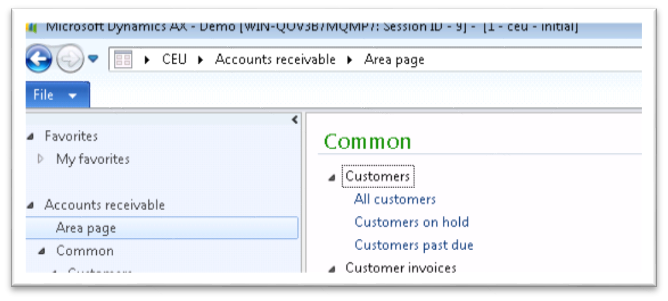 Microsoft Dynamics AX - Demo [WIN-QOV3B7MQMP7: Session ID - 9] - [1 - ceu - initial]
CEU Accounts receivable Area page
File
Favorites
My favorites
Accounts receivable
Area page
Common
Customers
Common
Customers
All customers
Customers on hold
Customers past due
Customer invoices